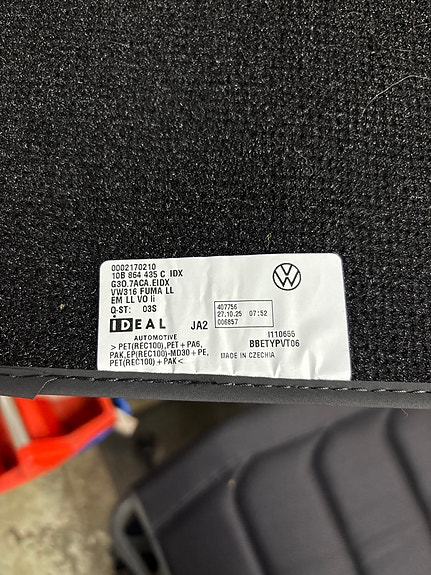 0002170210
10B 864 435 C IDX
G3O.7ACA.EIDX
VW316 FUMA LL
EM LL VO li
Q-ST: 03S
IDEAL JA2
AUTOMOTIVE
407756
27.10.25 07:52
006857
I110655
BBETYPVT06
MADE IN CZECHIA
>PET(REC100),PET+PA6,
PAK,EP(REC100)-MD30+PE,
PET(REC100)+PAK<
VW